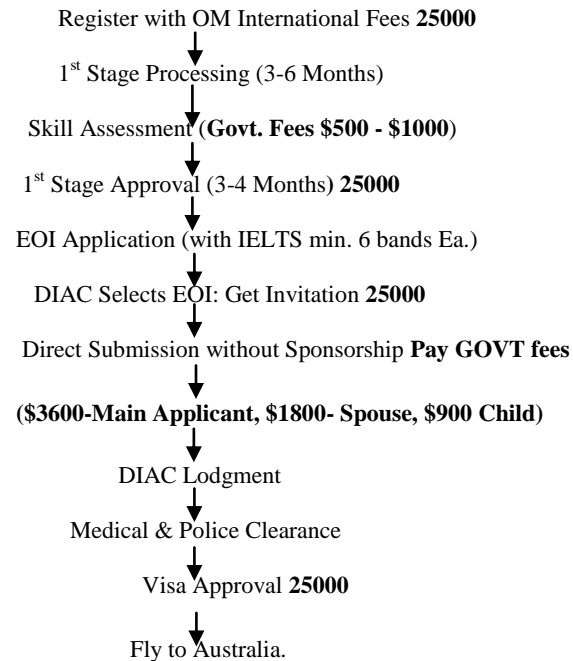 Register with OM International Fees 25000
1st Stage Processing (3-6 Months)
Skill Assessment (Govt. Fees $500 - $1000)
1st Stage Approval (3-4 Months) 25000
EOI Application (with IELTS min. 6 bands Ea.)
DIAC Selects EOI: Get Invitation 25000
Direct Submission without Sponsorship Pay GOVT fees
($3600-Main Applicant, $1800- Spouse, $900 Child)
DIAC Lodgment
Medical & Police Clearance
Visa Approval 25000
Fly to Australia.